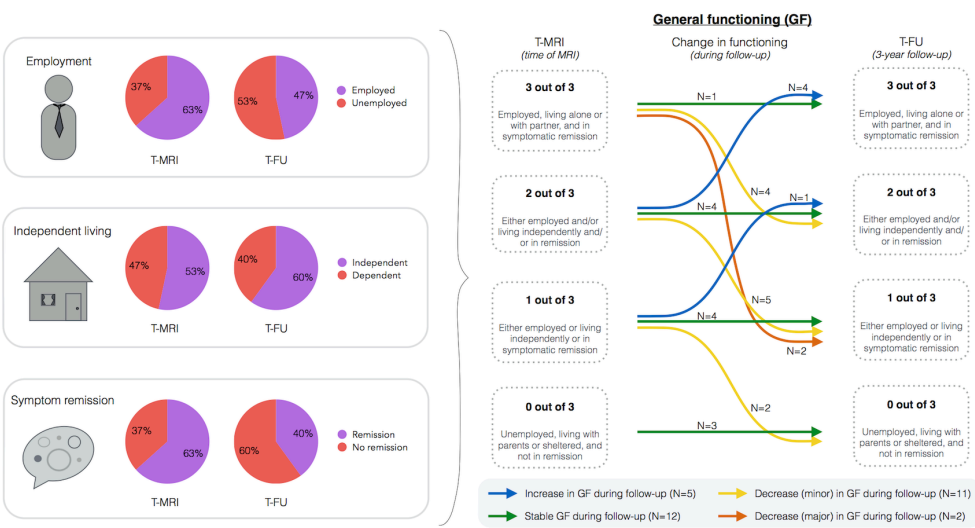 Employment
37%
63%
T-MRI
53%
47%
T-FU
Employed
Unemployed
Independent living
47%
53%
T-MRI
40%
60%
T-FU
Independent
Dependent
Symptom remission
37%
63%
T-MRI
60%
40%
T-FU
Remission
No remission
General functioning (GF)
T-MRI
(time of MRI)
Change in functioning
(during follow-up)
T-FU
(3-year follow-up)
3 out of 3
Employed, living alone or
with partner, and in
symptomatic remission
2 out of 3
Either employed and/or
living independently and/
or in remission
1 out of 3
Either employed or living
independently or in
symptomatic remission
0 out of 3
Unemployed, living with
parents or sheltered, and
not in remission
N=1
N=4
N=4
N=4
N=1
N=4
N=5
N=2
N=2
N=3
3 out of 3
Employed, living alone or
with partner, and in
symptomatic remission
2 out of 3
Either employed and/or
living independently and/
or in remission
1 out of 3
Either employed or living
independently or in
symptomatic remission
0 out of 3
Unemployed, living with
parents or sheltered, and
not in remission
Increase in GF during follow-up (N=5)
Stable GF during follow-up (N=12)
Decrease (minor) in GF during follow-up (N=11)
Decrease (major) in GF during follow-up (N=2)